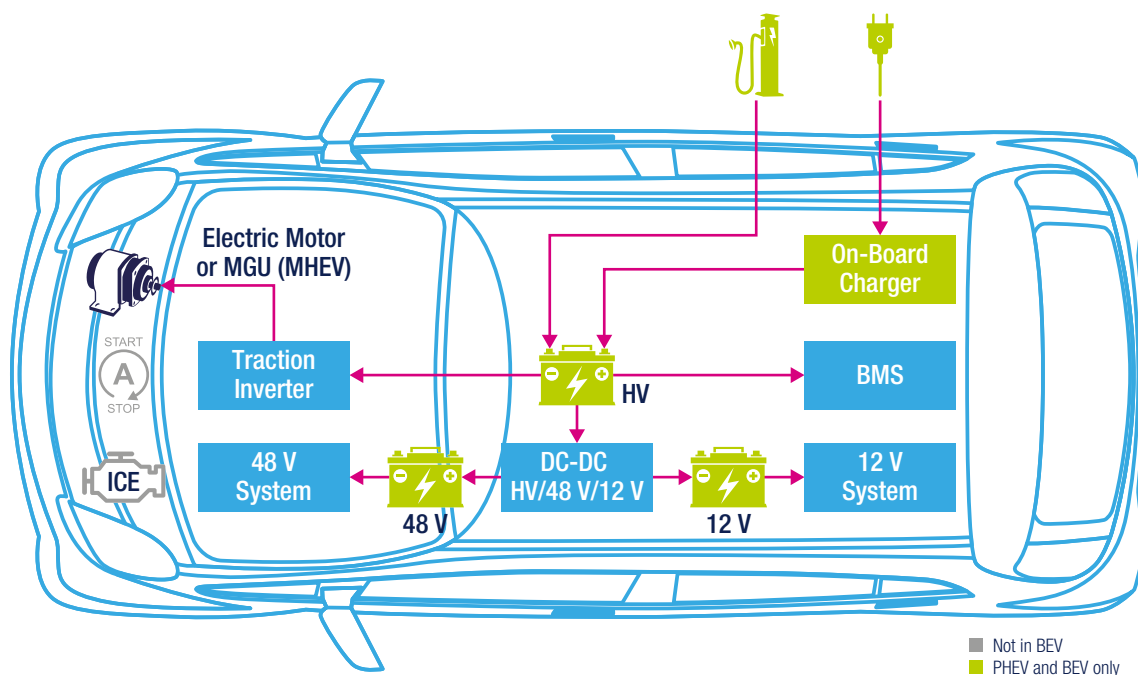 Electric Motor
or MGU (MHEV)
On-Board
Charger
START
A
STOP
Traction
Inverter
HV
BMS
ICE
48 V
System
48 V
DC-DC
HV/48 V/12 V
12 V
12 V
System
Not in BEV
PHEV and BEV only